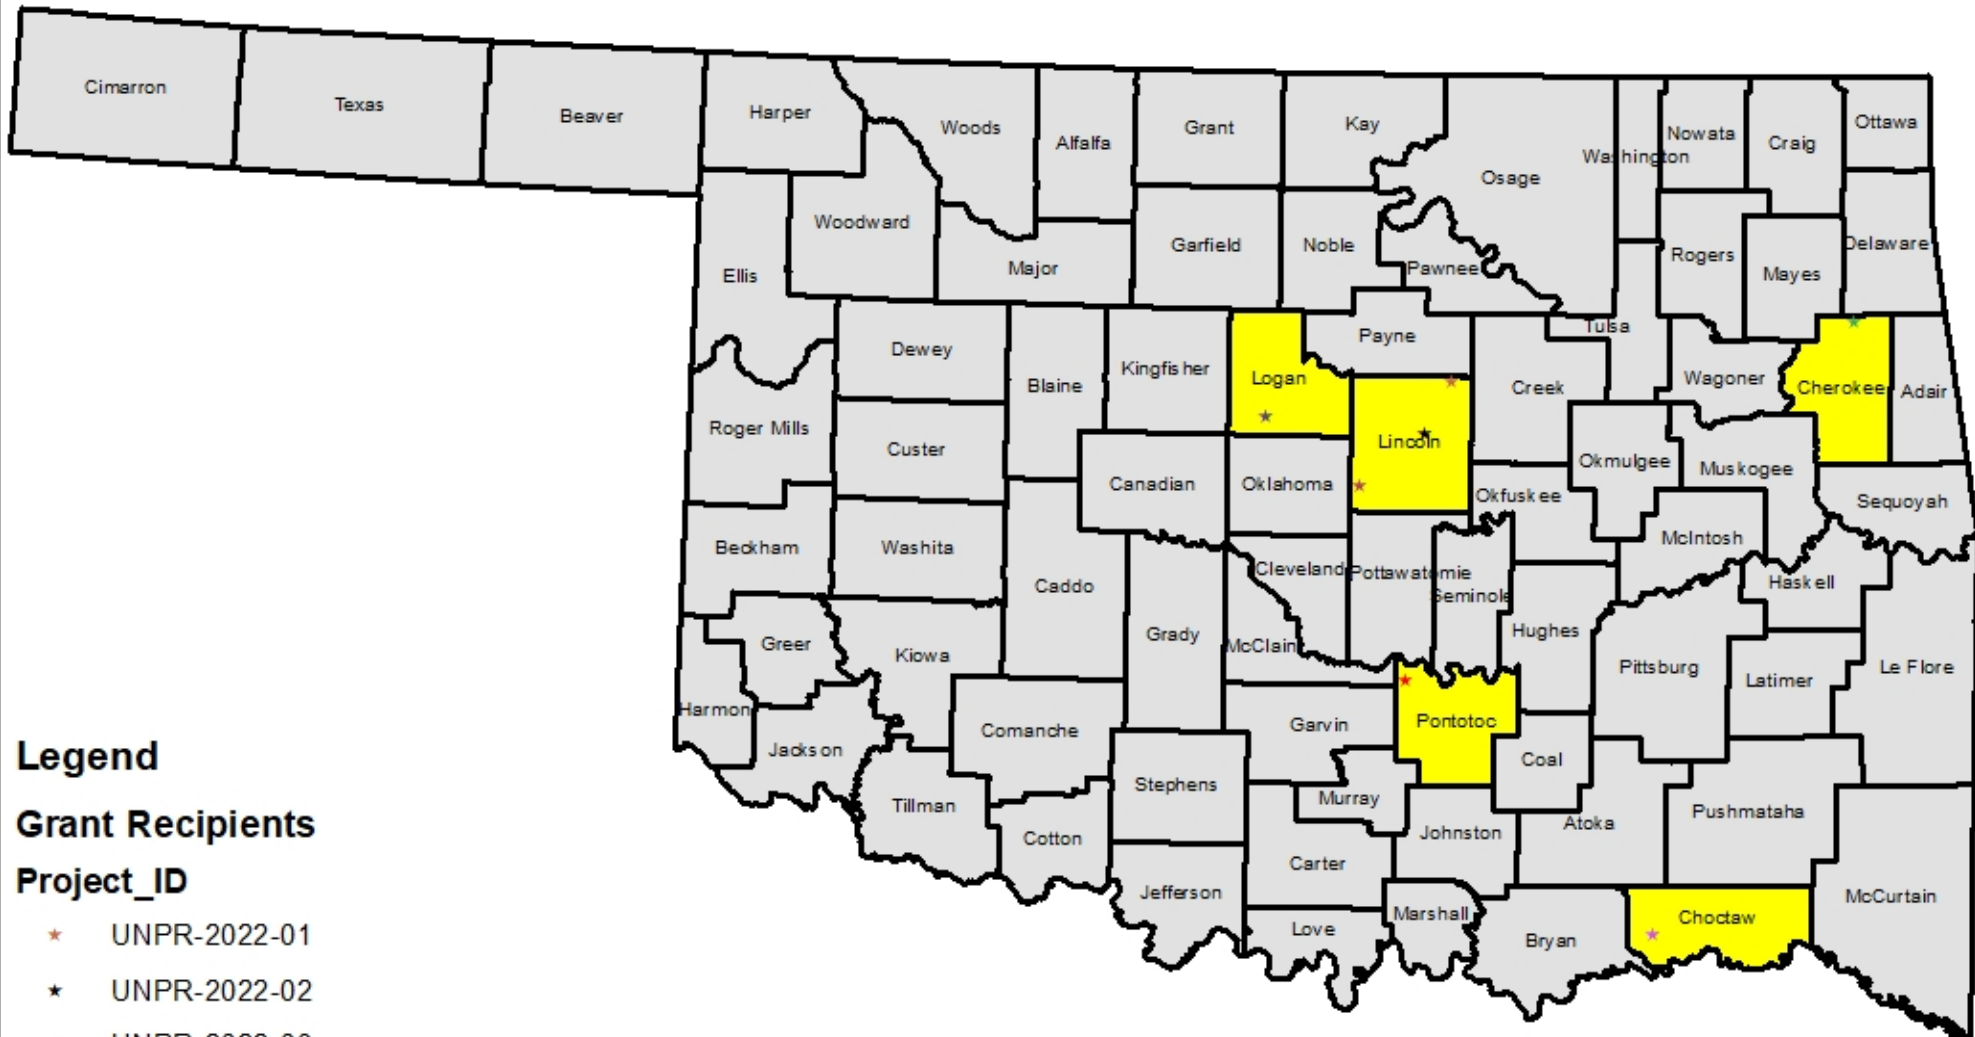 Cimarron
Texas
Beaver
Harper
Woods
Alfalfa
Grant
Kay
Osage
Washington
Nowata
Craig
Ottawa
Ellis
Woodward
Major
Garfield
Noble
Pawnee
Rogers
Mayes
Delaware
Dewey
Blaine
Kingfisher
Logan
Payne
Lincoln
Creek
Tulsa
Wagoner
Cherokee
Adair
Roger Mills
Custer
Canadian
Oklahoma
Okfuskee
Okmulgee
Muskogee
Sequoyah
Beckham
Washita
Caddo
Grady
Cleveland
McClain
Pottawatomie
Seminole
Hughes
McIntosh
Haskell
Pittsburg
Latimer
Le Flore
Harmon
Greer
Kiowa
Jackson
Comanche
Tillman
Cotton
Stephens
Garvin
Pontotoc
Coal
Murray
Johnston
Atoka
Pushmataha
Jefferson
Carter
Love
Marshall
Bryan
Choctaw
McCurtain
Legend
Grant Recipients
Project_ID
UNPR-2022-01
UNPR-2022-02